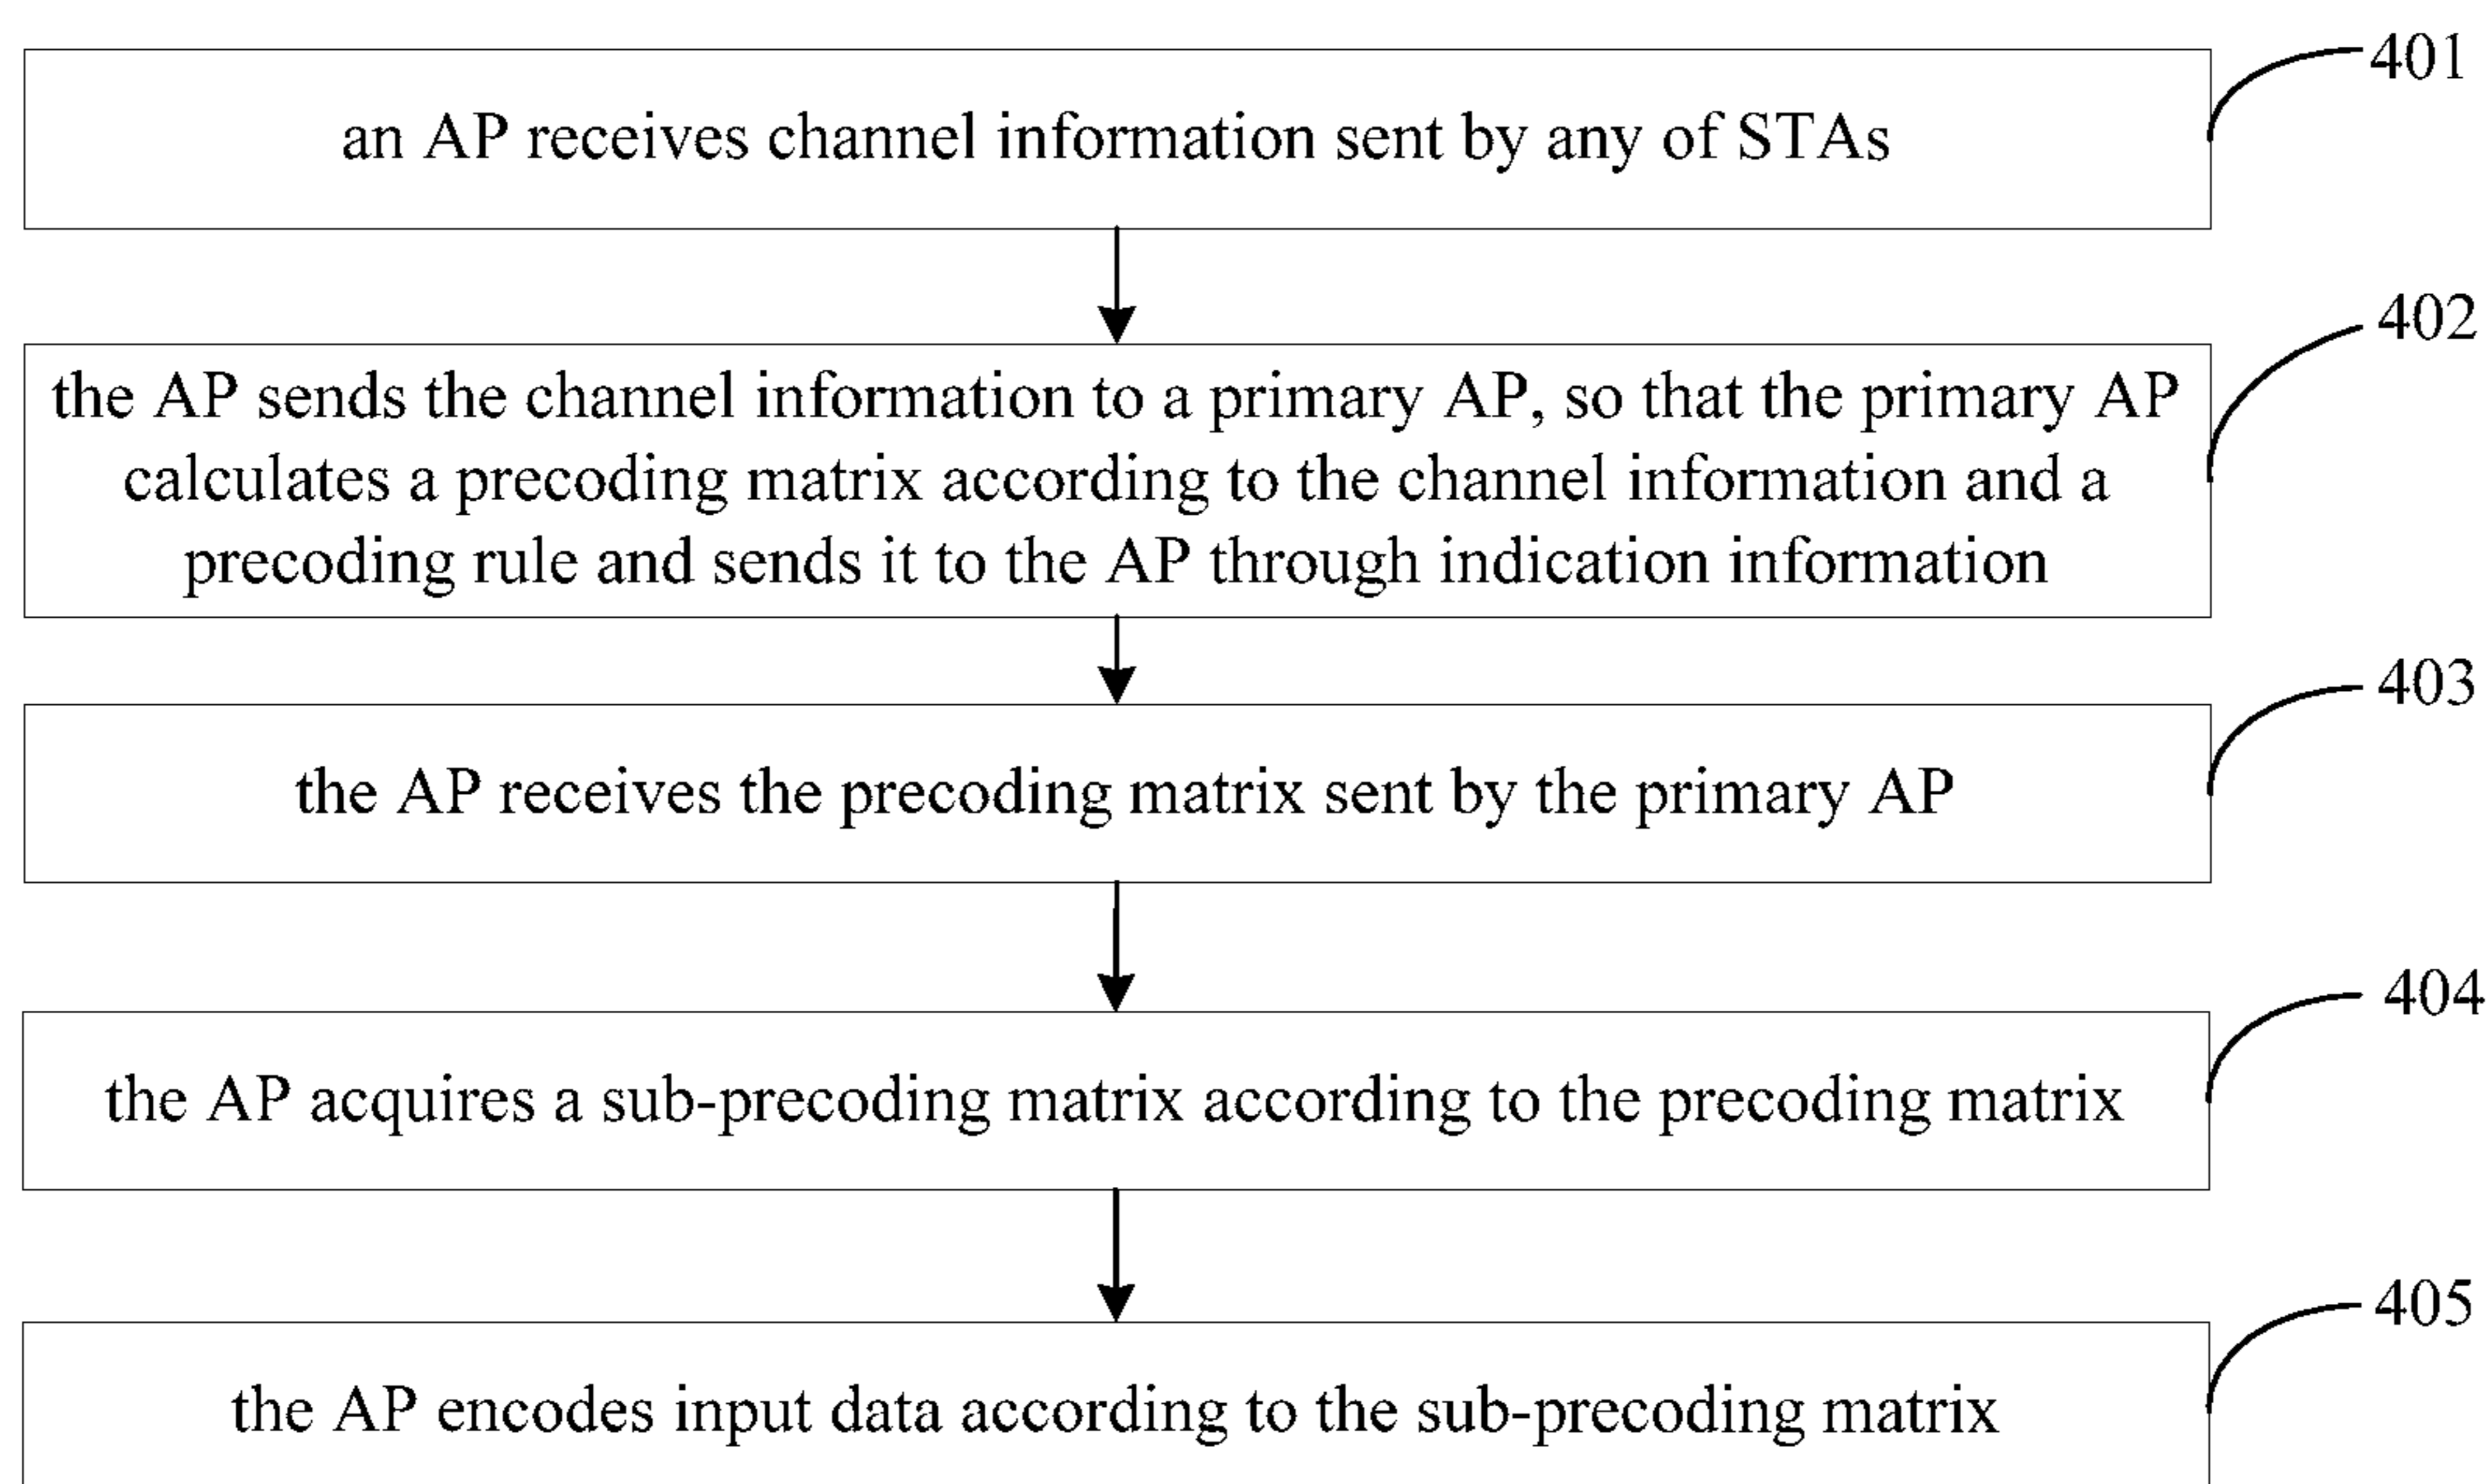 401
an AP receives channel information sent by any of STAs
402
the AP sends the channel information to a primary AP, so that the primary AP
calculates a precoding matrix according to the channel information and a
precoding rule and sends it to the AP through indication information
403
the AP receives the precoding matrix sent by the primary AP
404
the AP acquires a sub-precoding matrix according to the precoding matrix
405
the AP encodes input data according to the sub-precoding matrix